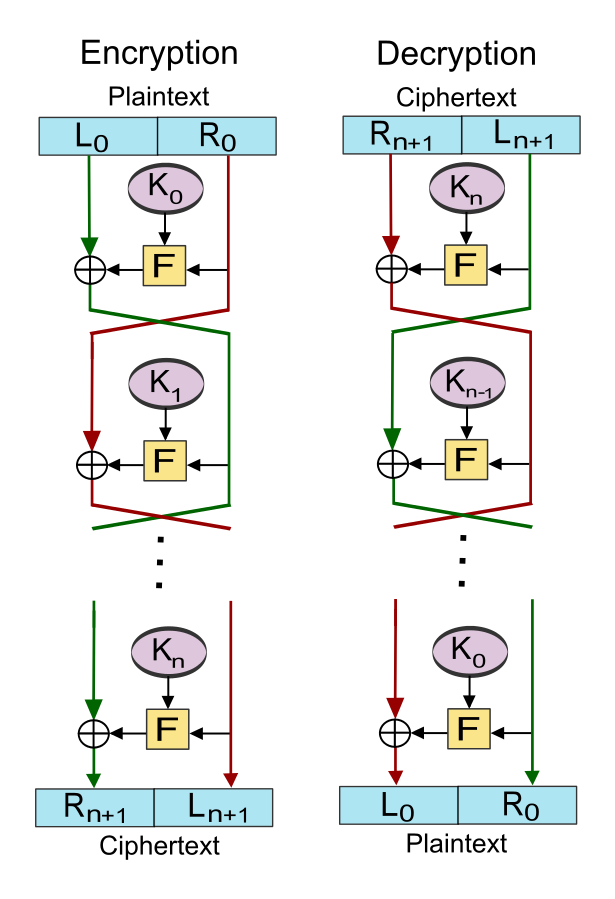 Encryption
Plaintext
L₀ R₀
K₀
F
K₁
F
Kₙ
F
Rₙ₊₁ Lₙ₊₁
Ciphertext
Decryption
Ciphertext
Rₙ₊₁ Lₙ₊₁
Kₙ
F
Kₙ₋₁
F
K₀
F
L₀ R₀
Plaintext